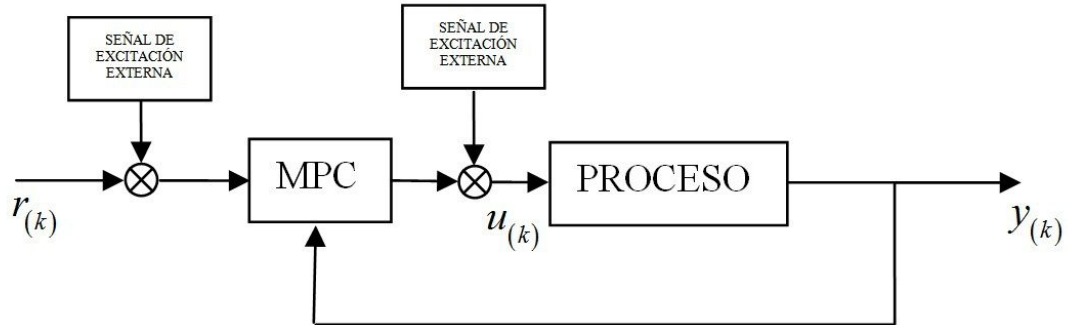 SEÑAL DE
EXCITACIÓN
EXTERNA
SEÑAL DE
EXCITACIÓN
EXTERNA
MPC
PROCESO
r(k)
u(k)
y(k)